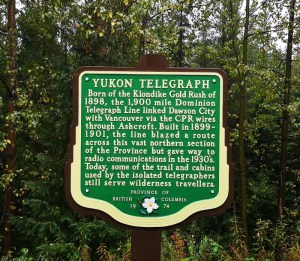 YUKON TELEGRAPH
Born of the Klondike Gold Rush of
1898, the 1,900 mile Dominion
Telegraph Line linked Dawson City
with Vancouver via the CPR wires
through Ashcroft. Built in 1899-
1901, the line blazed a route
across this vast northern section
of the Province but gave way to
radio communications in the 1930's.
Today, some of the trail and cabins
used by the isolated telegraphers
still serve wilderness travellers.
PROVINCE OF
BRITISH COLUMBIA
1974